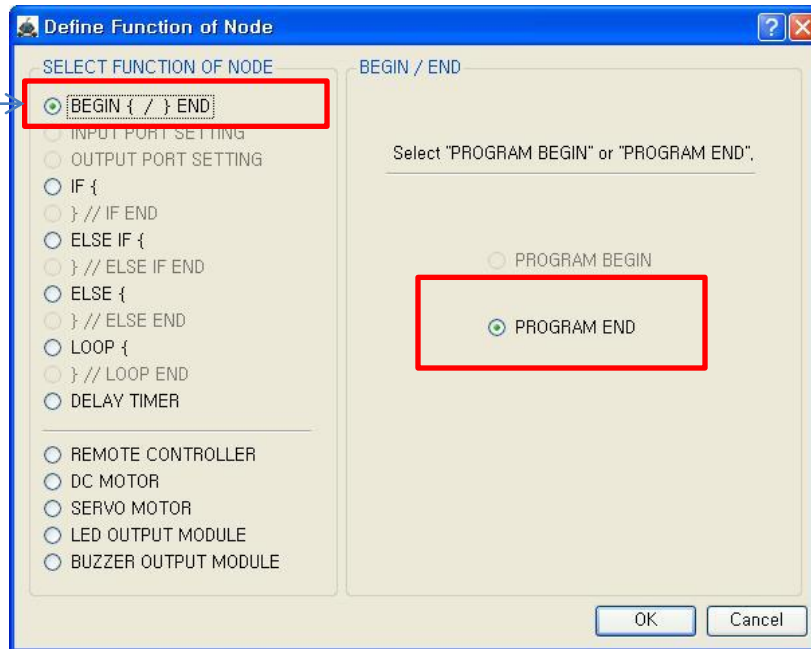 Define Function of Node
SELECT FUNCTION OF NODE
BEGIN { / } END
INPUT PORT SETTING
OUTPUT PORT SETTING
IF {
} // IF END
ELSE IF {
} // ELSE IF END
ELSE {
} // ELSE END
LOOP {
} // LOOP END
DELAY TIMER
REMOTE CONTROLLER
DC MOTOR
SERVO MOTOR
LED OUTPUT MODULE
BUZZER OUTPUT MODULE
BEGIN / END
Select "PROGRAM BEGIN" or "PROGRAM END",
PROGRAM BEGIN
PROGRAM END
OK
Cancel